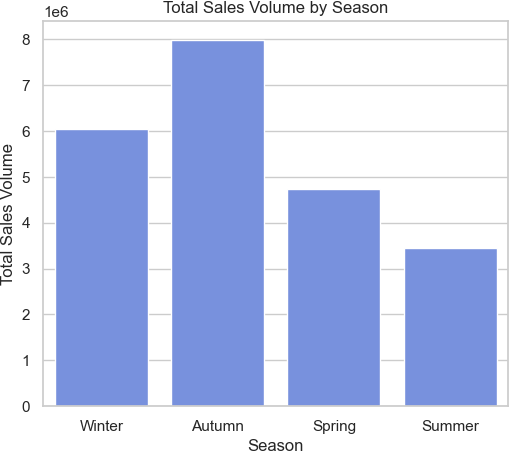 Total Sales Volume by Season
1e6
8
7
6
5
4
3
2
1
0
Total Sales Volume
Winter
Autumn
Spring
Summer
Season